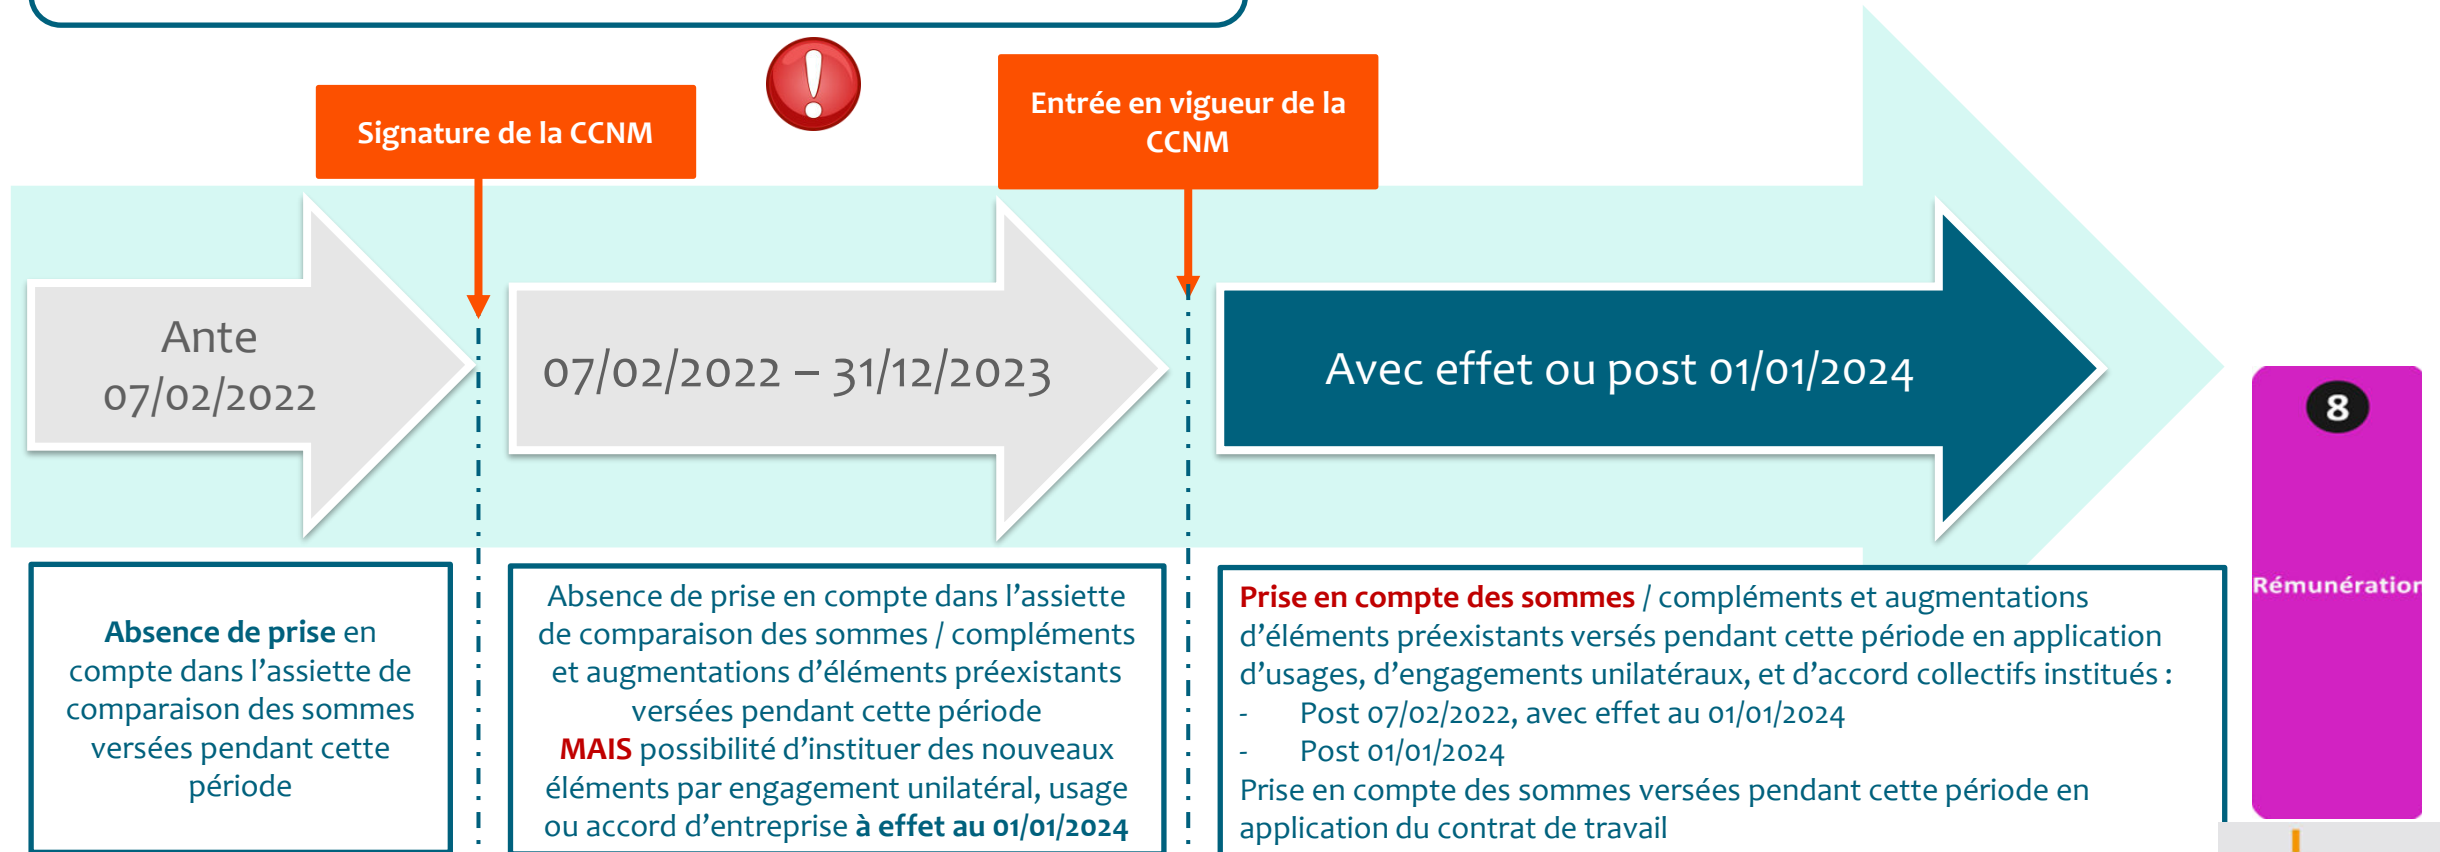 Signature de la CCNM
Entrée en vigueur de la
CCNM
Ante
07/02/2022
07/02/2022 – 31/12/2023
Avec effet ou post 01/01/2024
8
Rémunération
Absence de prise en
compte dans l’assiette de
comparaison des sommes
versées pendant cette
période
Absence de prise en compte dans l’assiette
de comparaison des sommes / compléments
et augmentations d’éléments préexistants
versées pendant cette période
MAIS possibilité d’instituer des nouveaux
éléments par engagement unilatéral, usage
ou accord d’entreprise à effet au 01/01/2024
Prise en compte des sommes / compléments et augmentations
d’éléments préexistants versés pendant cette période en application
d’usages, d’engagements unilatéraux, et d’accord collectifs institués :
- Post 07/02/2022, avec effet au 01/01/2024
- Post 01/01/2024
Prise en compte des sommes versées pendant cette période en
application du contrat de travail